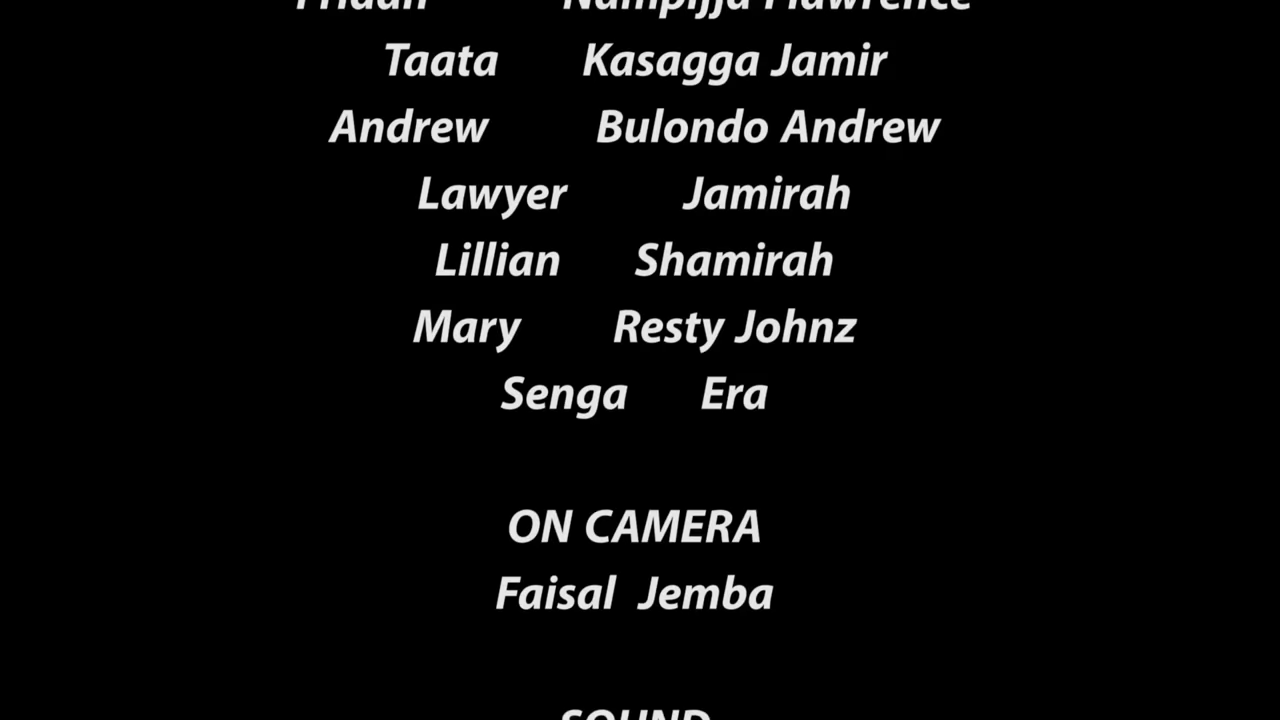 Taata Kasagga Jamir
Andrew Bulondo Andrew
Lawyer Jamirah
Lillian Shamirah
Mary Resty Johnz
Senga Era
ON CAMERA
Faisal Jemba
SOUND